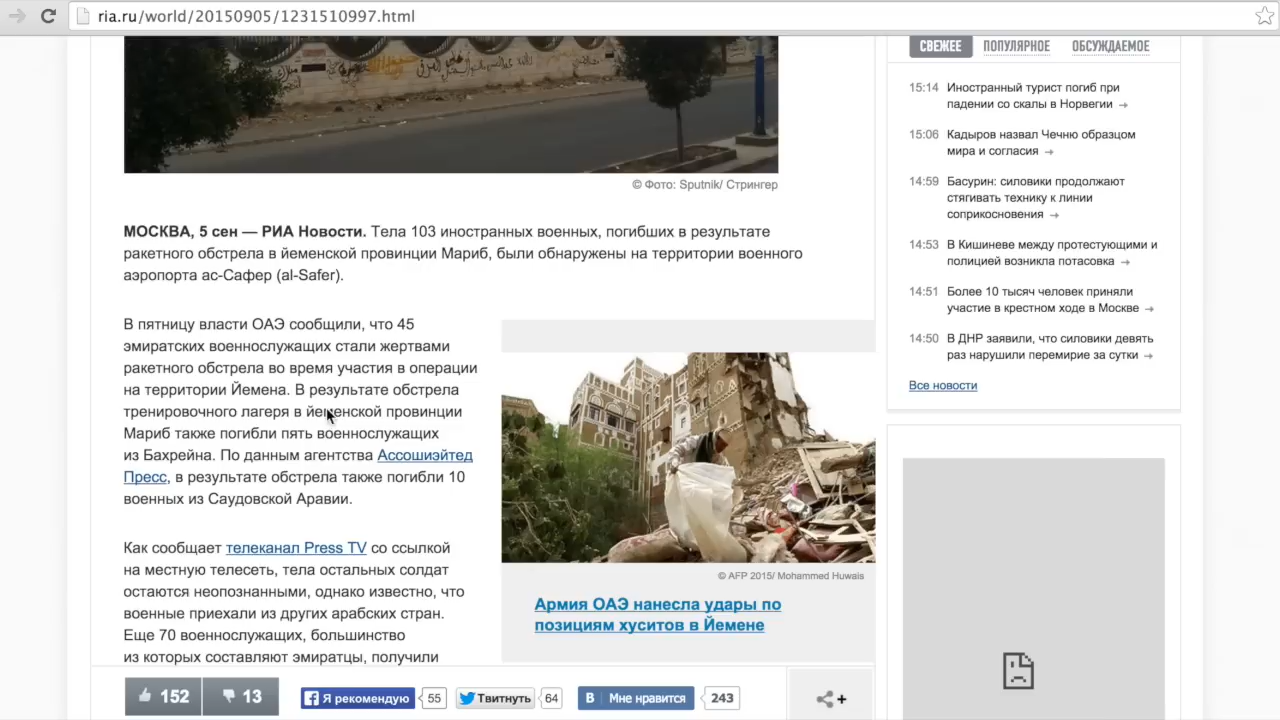 ria.ru/world/20150905/1231510997.html
© Фото: Sputnik/ Стрингер
МОСКВА, 5 сен — РИА Новости. Тела 103 иностранных военных, погибших в результате
ракетного обстрела в йеменской провинции Мариб, были обнаружены на территории военного
аэропорта ас-Сафер (al-Safer).
В пятницу власти ОАЭ сообщили, что 45
эмиратских военнослужащих стали жертвами
ракетного обстрела во время участия в операции
на территории Йемена. В результате обстрела
тренировочного лагеря в йеменской провинции
Мариб также погибли пять военнослужащих
из Бахрейна. По данным агентства Ассошиэйтед
Пресс, в результате обстрела также погибли 10
военных из Саудовской Аравии.
Как сообщает телеканал Press TV со ссылкой
на местную телесеть, тела остальных солдат
остаются неопознанными, однако известно, что
военные приехали из других арабских стран.
Еще 70 военнослужащих, большинство
из которых составляют эмиратцы, получили
© AFP 2015/ Mohammed Huwais
Армия ОАЭ нанесла удары по
позициям хуситов в Йемене
152 13 Я рекомендую 55 Твитнуть 64 B Мне нравится 243 +
СВЕЖЕЕ ПОПУЛЯРНОЕ ОБСУЖДАЕМОЕ
15:14 Иностранный турист погиб при
падении со скалы в Норвегии →
15:06 Кадыров назвал Чечню образцом
мира и согласия →
14:59 Басурин: силовики продолжают
стягивать технику к линии
соприкосновения →
14:53 В Кишиневе между протестующими и
полицией возникла потасовка →
14:51 Более 10 тысяч человек приняли
участие в крестном ходе в Москве →
14:50 В ДНР заявили, что силовики девять
раз нарушили перемирие за сутки →
Все новости